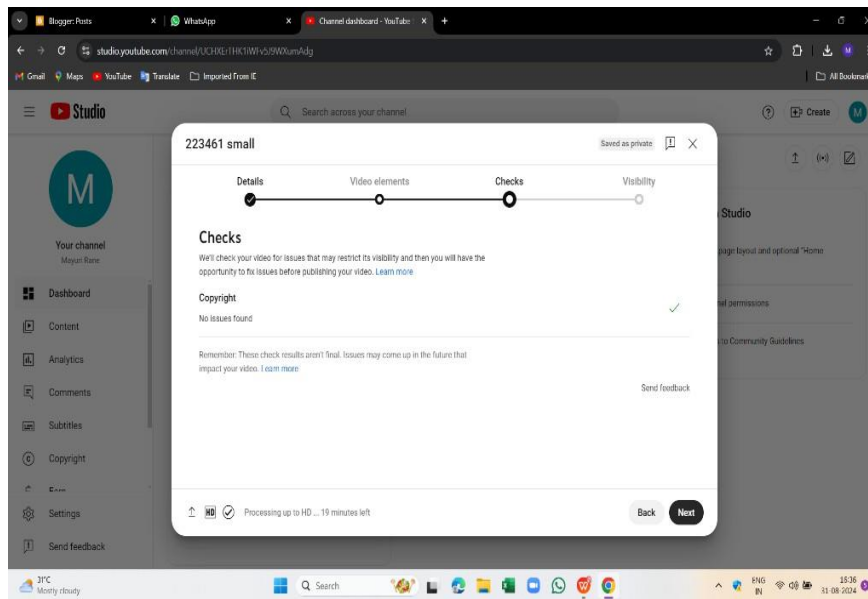 Blogger: Posts
WhatsApp
Channel dashboard - YouTube
studio.youtube.com/channel/UCHXErTHK1iWFv5J9WXumAdg
M
Gmail
Maps
YouTube
Translate
Imported From IE
All Bookmar
Studio
Search across your channel
Create
M
M
Your channel
Mayuri Rane
Dashboard
Content
Analytics
Comments
Subtitles
Copyright
Settings
Send feedback
223461 small
Saved as private
Details
Video elements
Checks
Visibility
Checks
We'll check your video for issues that may restrict its visibility and then you will have the
opportunity to fix issues before publishing your video. Learn more
Copyright
No issues found
Remember: These check results aren't final. Issues may come up in the future that
impact your video. Learn more
Send feedback
HD
Processing up to HD ... 19 minutes left
Back
Next
Studio
page layout and optional "Home
nel permissions
to Community Guidelines
31°C
Mostly cloudy
Search
ENG
IN
16:36
31-08-2024